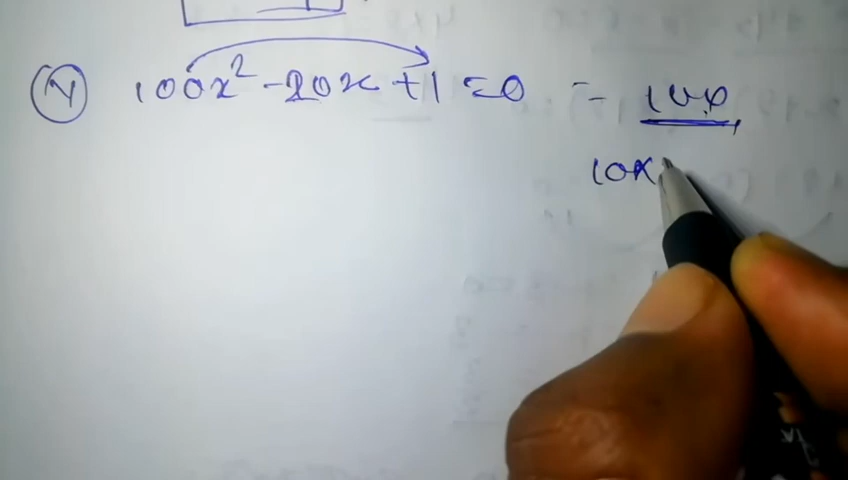 (v) 100x² - 20x + 1 = 0 = 100
10x